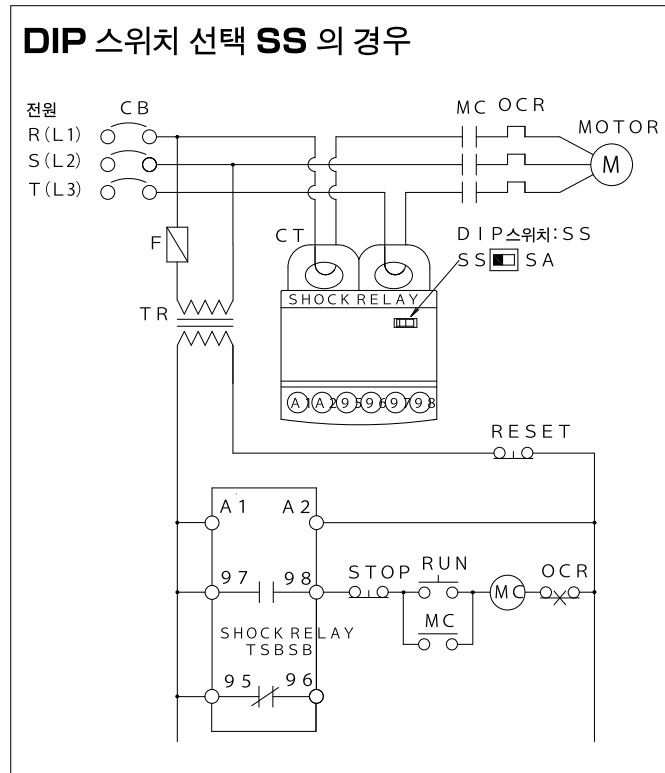 DIP 스위치 선택 SS 의 경우
전원 CB MC OCR
R(L1) MOTOR
S(L2) M
T(L3)
F CT DIP스위치:SS
SS SA
SHOCK RELAY
TR
A1 A2 95 96 97 98
RESET
A1 A2
97 98 STOP RUN OCR
MC
MC
SHOCK RELAY
TSBSB
95 96